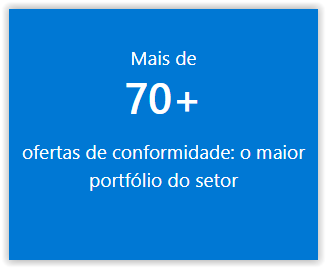 Mais de
70+
ofertas de conformidade: o maior
portfólio do setor